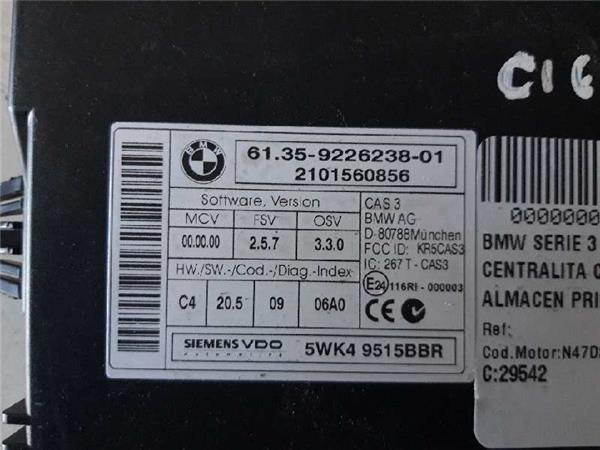 C16
BMW
61.35-9226238-01
2101560856
Software, Version
MCV FSV OSV
00.00.00 2.5.7 3.3.0
HW./SW.-/Cod.-/Diag.-Index
C4 20.5 09 06A0
CAS 3
BMW AG
D-80788München
FCC ID: KR5CAS3
IC: 267 T - CAS3
E24 116RI - 000003
CE
SIEMENS VDO
automotive
5WK4 9515BBR
0000000
BMW SERIE 3
CENTRALITA C
ALMACEN PRI
Ref:
Cod.Motor:N47D
C:29542